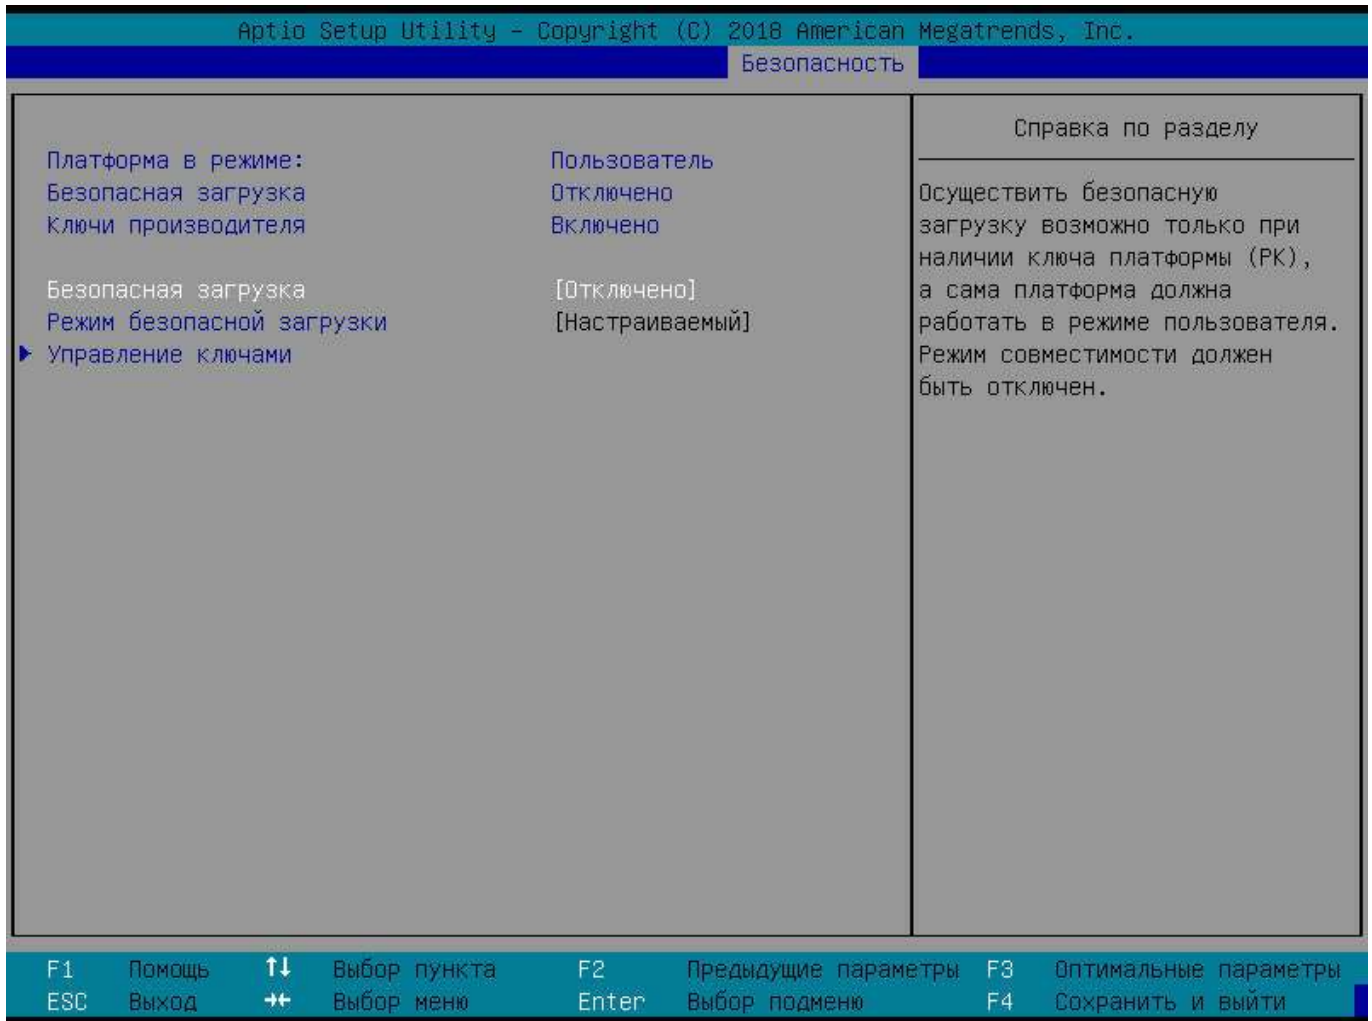 Aptio Setup Utility – Copyright (C) 2018 American Megatrends, Inc.
Безопасность
Платформа в режиме: Пользователь
Безопасная загрузка Отключено
Ключи производителя Включено
Безопасная загрузка [Отключено]
Режим безопасной загрузки [Настраиваемый]
Управление ключами
Справка по разделу
Осуществить безопасную
загрузку возможно только при
наличии ключа платформы (PK),
а сама платформа должна
работать в режиме пользователя.
Режим совместимости должен
быть отключен.
F1 Помощь ↑↓ Выбор пункта F2 Предыдущие параметры F3 Оптимальные параметры
ESC Выход →← Выбор меню Enter Выбор подменю F4 Сохранить и выйти